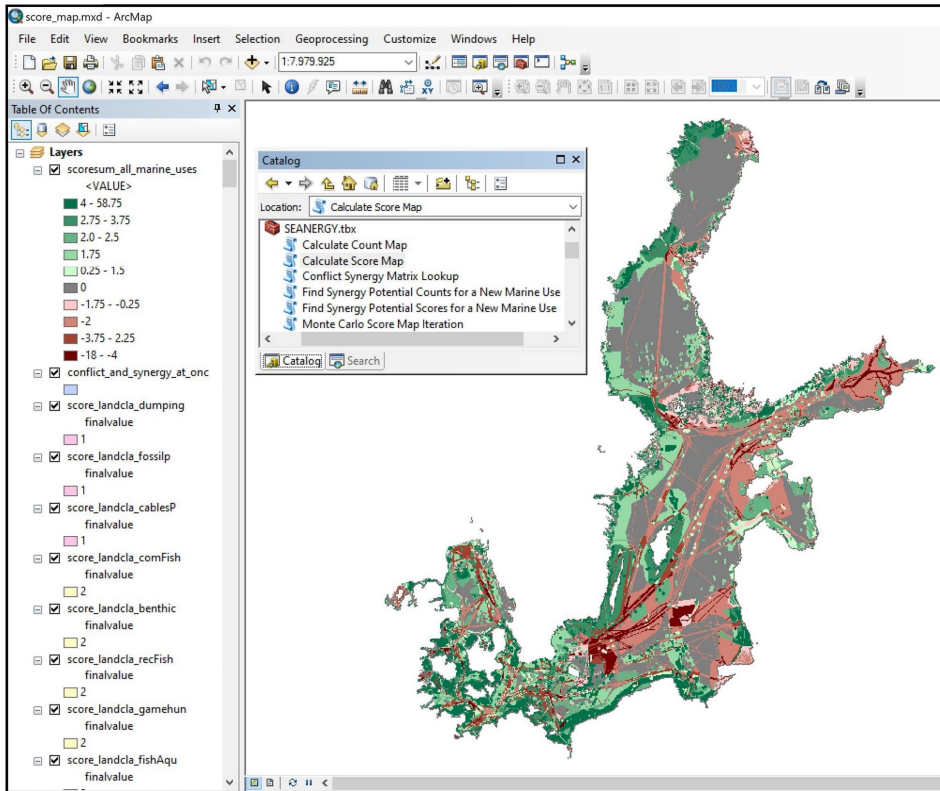 score_map.mxd - ArcMap
File Edit View Bookmarks Insert Selection Geoprocessing Customize Windows Help
1:7.979.925
Table Of Contents
Layers
scoresum_all_marine_uses
<VALUE>
4 - 58.75
2.75 - 3.75
2.0 - 2.5
1.75
0.25 - 1.5
0
-1.75 - -0.25
-2
-3.75 - 2.25
-18 - -4
conflict_and_synergy_at_onc
score_landcla_dumping
finalvalue
1
score_landcla_fossilp
finalvalue
1
score_landcla_cablesP
finalvalue
1
score_landcla_comFish
finalvalue
2
score_landcla_benthic
finalvalue
2
score_landcla_recFish
finalvalue
2
score_landcla_gamehun
finalvalue
2
score_landcla_fishAqu
finalvalue
Catalog
Location: Calculate Score Map
SEANERGY.tbx
Calculate Count Map
Calculate Score Map
Conflict Synergy Matrix Lookup
Find Synergy Potential Counts for a New Marine Use
Find Synergy Potential Scores for a New Marine Use
Monte Carlo Score Map Iteration
Catalog Search